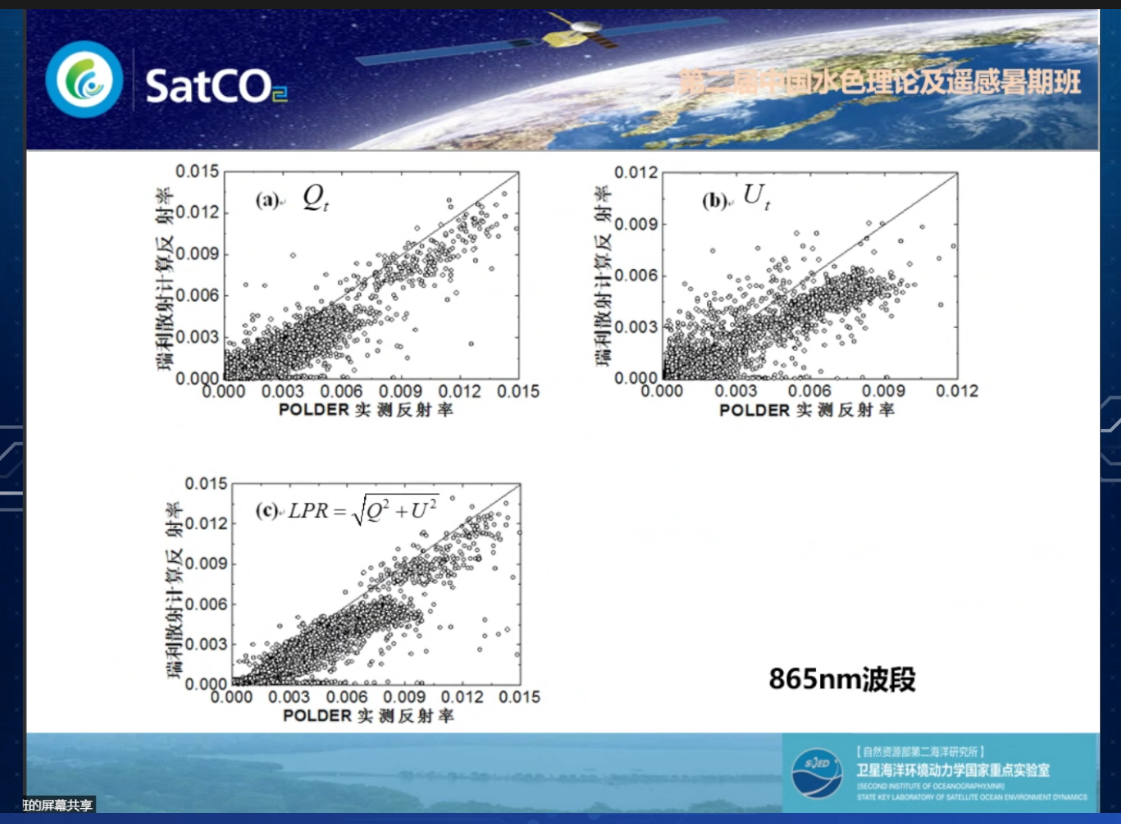 SatCO2
第二届中国水色理论及遥感暑期班
(a) Qt
0.015
0.012
0.009
0.006
0.003
0.000
0.000 0.003 0.006 0.009 0.012 0.015
瑞利散射计算反 射率
POLDER 实 测 反 射 率
(b) Ut
0.012
0.009
0.006
0.003
0.000
0.000 0.003 0.006 0.009 0.012
瑞利散射计算反 射率
POLDER 实 测 反 射 率
(c) LPR = √Q² + U²
0.015
0.012
0.009
0.006
0.003
0.000
0.000 0.003 0.006 0.009 0.012 0.015
瑞利散射计算反 射率
POLDER 实 测 反 射 率
865nm波段
SOED
【自然资源部第二海洋研究所】
卫星海洋环境动力学国家重点实验室
(SECOND INSTITUTE OF OCEANOGRAPHY,MNR)
STATE KEY LABORATORY OF SATELLITE OCEAN ENVIRONMENT DYNAMICS
的屏幕共享